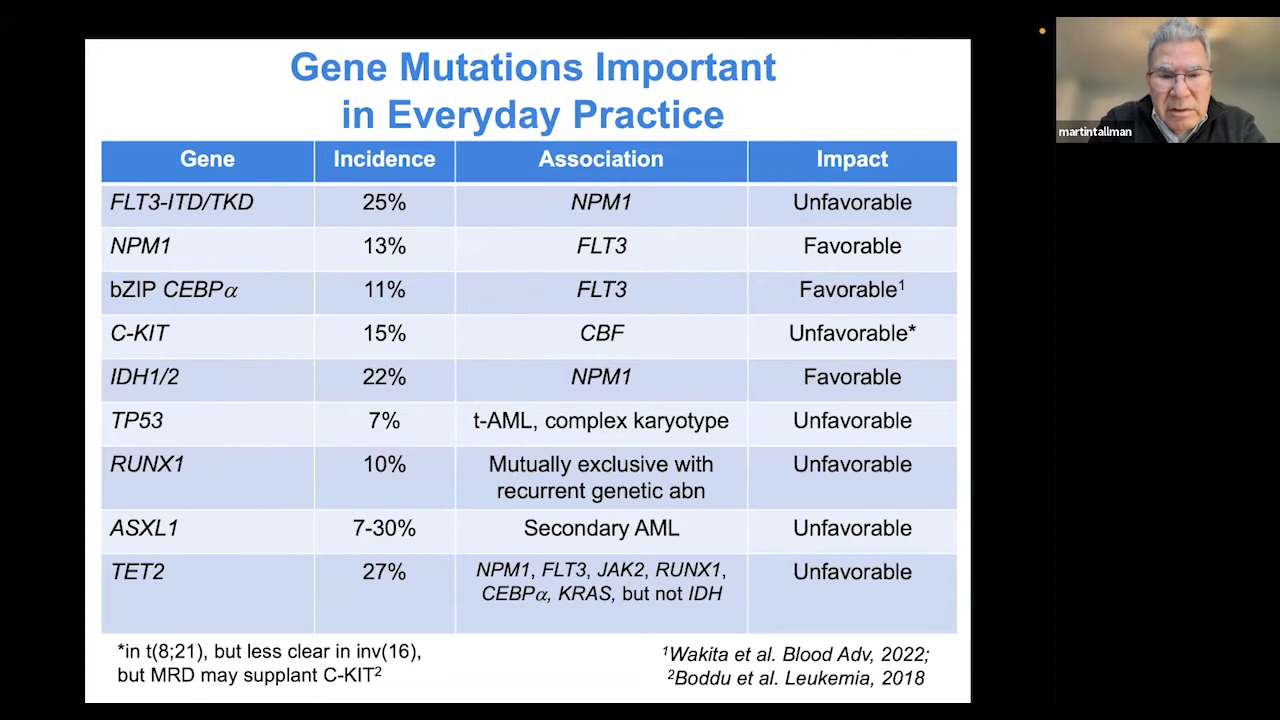 Gene Mutations Important
in Everyday Practice
Gene Incidence Association Impact
FLT3-ITD/TKD 25% NPM1 Unfavorable
NPM1 13% FLT3 Favorable
bZIP CEBPα 11% FLT3 Favorable¹
C-KIT 15% CBF Unfavorable*
IDH1/2 22% NPM1 Favorable
TP53 7% t-AML, complex karyotype Unfavorable
RUNX1 10% Mutually exclusive with Unfavorable
recurrent genetic abn
ASXL1 7-30% Secondary AML Unfavorable
TET2 27% NPM1, FLT3, JAK2, RUNX1, Unfavorable
CEBPα, KRAS, but not IDH
*in t(8;21), but less clear in inv(16),
but MRD may supplant C-KIT²
¹Wakita et al. Blood Adv, 2022;
²Boddu et al. Leukemia, 2018
martintallman